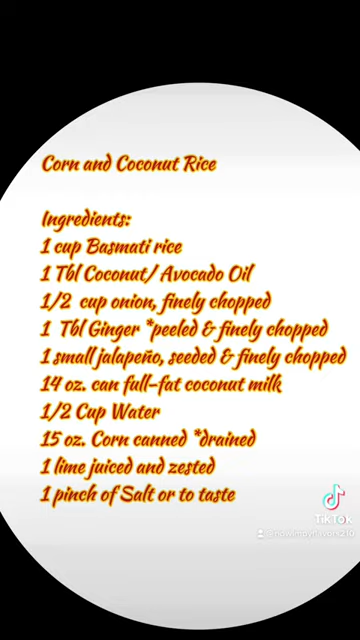 Corn and Coconut Rice
Ingredients:
1 cup Basmati rice
1 Tbl Coconut/ Avocado Oil
1/2 cup onion, finely chopped
1 Tbl Ginger *peeled & finely chopped
1 small jalapeño, seeded & finely chopped
14 oz. can full-fat coconut milk
1/2 Cup Water
15 oz. Corn canned *drained
1 lime juiced and zested
1 pinch of Salt or to taste
TikTok